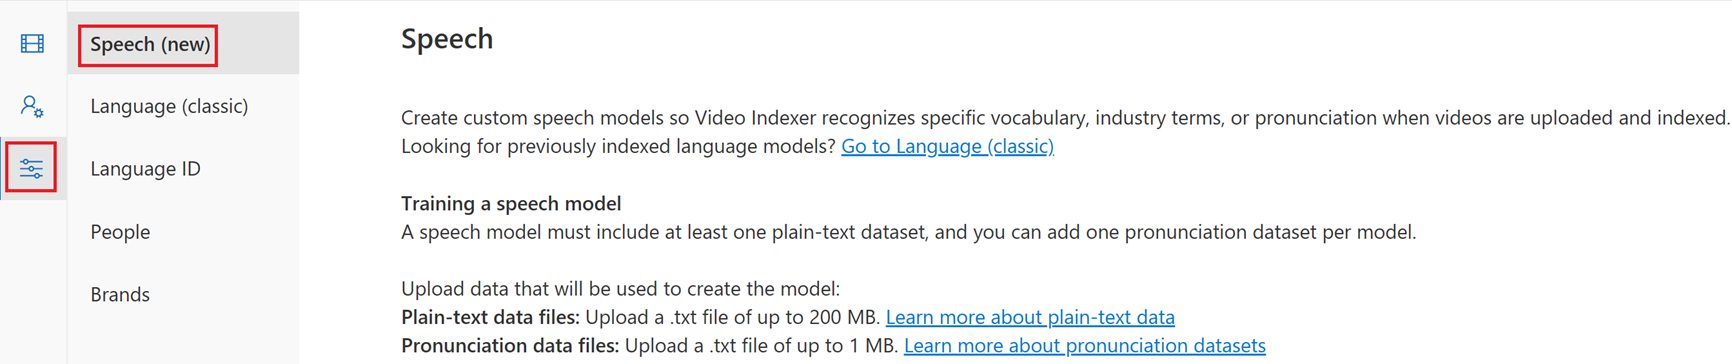 Speech (new)
Language (classic)
Language ID
People
Brands
Speech
Create custom speech models so Video Indexer recognizes specific vocabulary, industry terms, or pronunciation when videos are uploaded and indexed.
Looking for previously indexed language models? Go to Language (classic)
Training a speech model
A speech model must include at least one plain-text dataset, and you can add one pronunciation dataset per model.
Upload data that will be used to create the model:
Plain-text data files: Upload a .txt file of up to 200 MB. Learn more about plain-text data
Pronunciation data files: Upload a .txt file of up to 1 MB. Learn more about pronunciation datasets